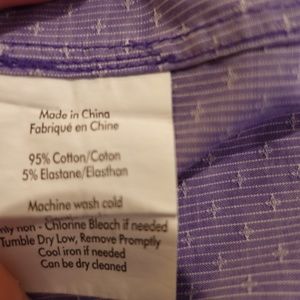 Made in China
Fabriqué en Chine
95% Cotton/Coton
5% Elastane/Elasthan
Machine wash cold
non - Chlorine Bleach if needed
Tumble Dry Low, Remove Promptly
Cool iron if needed
Can be dry cleaned